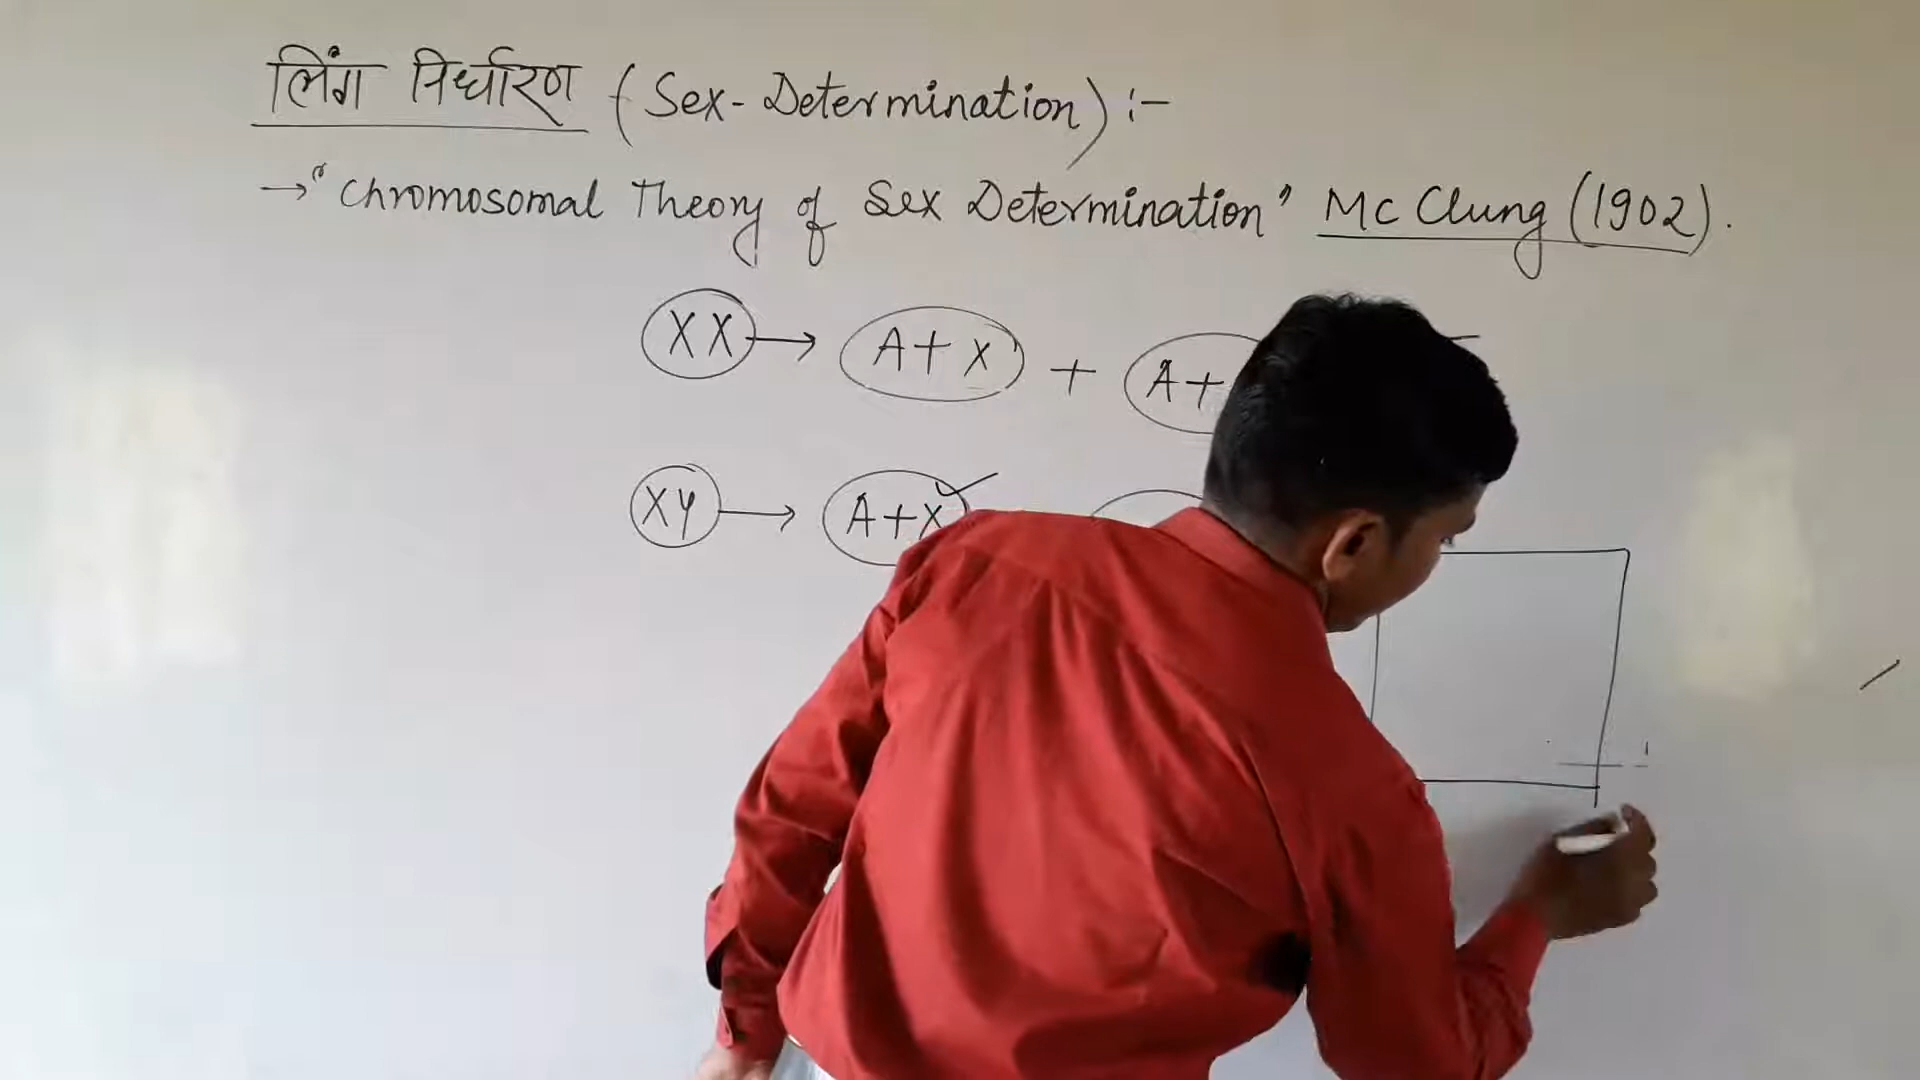 लिंग निर्धारण (Sex-Determination) :-
→ "Chromosomal Theory of Sex Determination" Mc Clung (1902).
XX → A+X + A+
XY → A+X